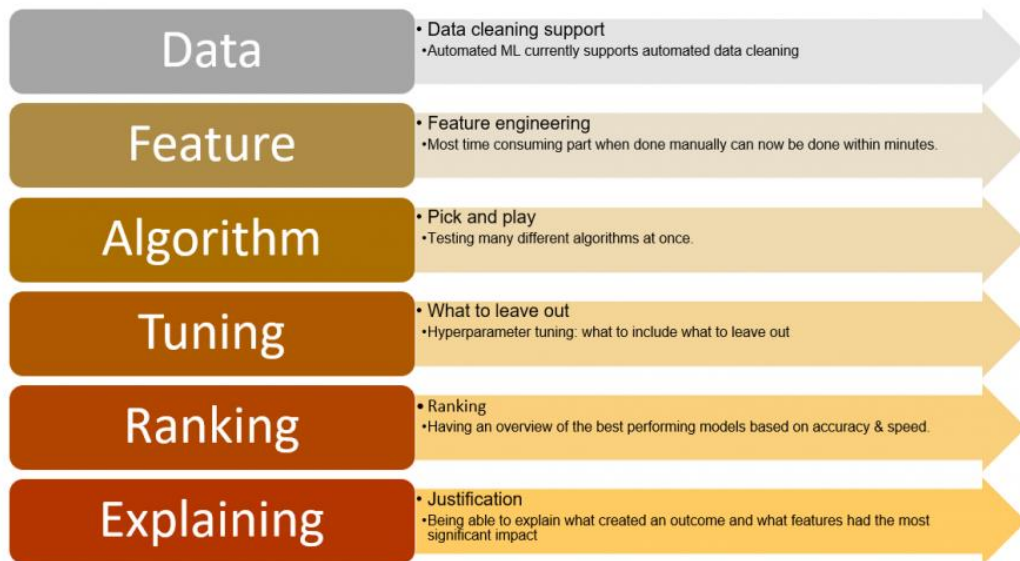 Data
• Data cleaning support
•Automated ML currently supports automated data cleaning
Feature
• Feature engineering
•Most time consuming part when done manually can now be done within minutes.
Algorithm
• Pick and play
•Testing many different algorithms at once.
Tuning
• What to leave out
•Hyperparameter tuning: what to include what to leave out
Ranking
• Ranking
•Having an overview of the best performing models based on accuracy & speed.
Explaining
• Justification
•Being able to explain what created an outcome and what features had the most
significant impact